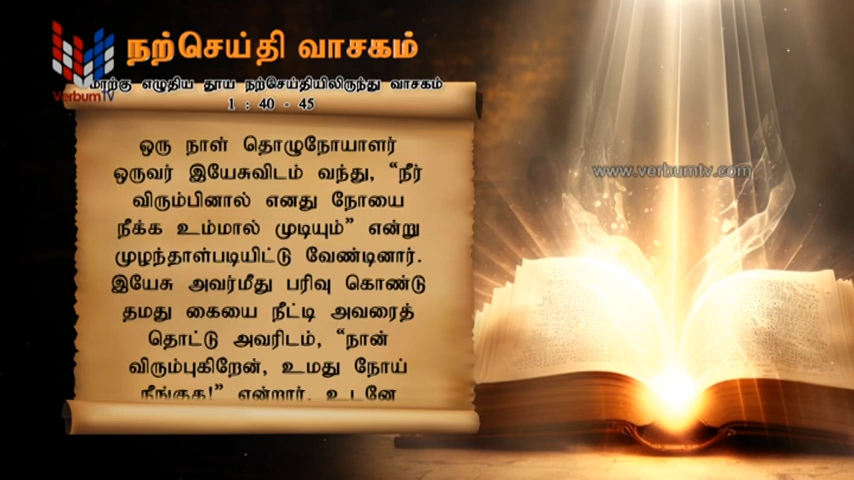 நற்செய்தி வாசகம்
மாற்கு எழுதிய தூய நற்செய்தியிலிருந்து வாசகம்
VerbumTV
1 : 40 - 45
ஒரு நாள் தொழுநோயாளர்
ஒருவர் இயேசுவிடம் வந்து, “நீர்
விரும்பினால் எனது நோயை
நீக்க உம்மால் முடியும்” என்று
முழந்தாள்படியிட்டு வேண்டினார்.
இயேசு அவர்மீது பரிவு கொண்டு
தமது கையை நீட்டி அவரைத்
தொட்டு அவரிடம், “நான்
விரும்புகிறேன், உமது நோய்
நீங்குக!” என்றார். உடனே
www.verbumtv.com